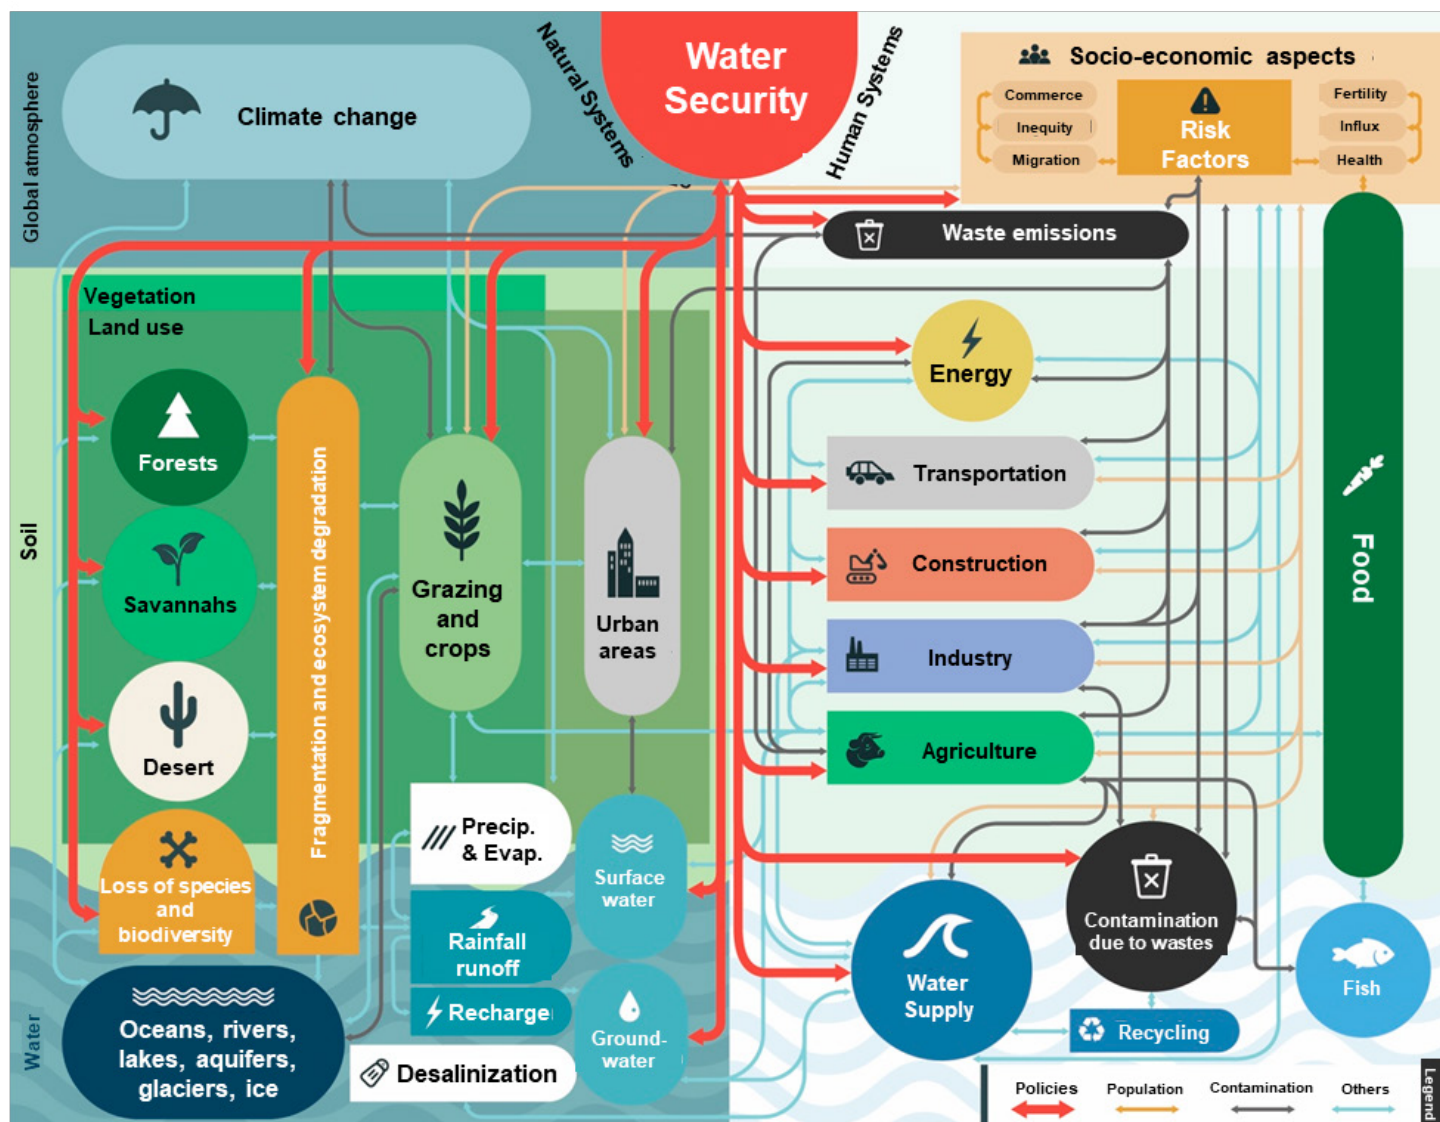 Water
Security
Natural Systems
Human Systems
Global atmosphere
Climate change
Socio-economic aspects
Commerce
Inequity
Migration
Risk
Factors
Fertility
Influx
Health
Waste emissions
Vegetation
Land use
Soil
Forests
Savannahs
Desert
Loss of species
and
biodiversity
Fragmentation and ecosystem degradation
Grazing
and
crops
Urban
areas
Energy
Transportation
Construction
Industry
Agriculture
Food
Precip.
& Evap.
Rainfall
runoff
Recharge
Surface
water
Ground-
water
Desalinization
Water
Oceans, rivers,
lakes, aquifers,
glaciers, ice
Water
Supply
Contamination
due to wastes
Recycling
Fish
Policies
Population
Contamination
Others
Legend